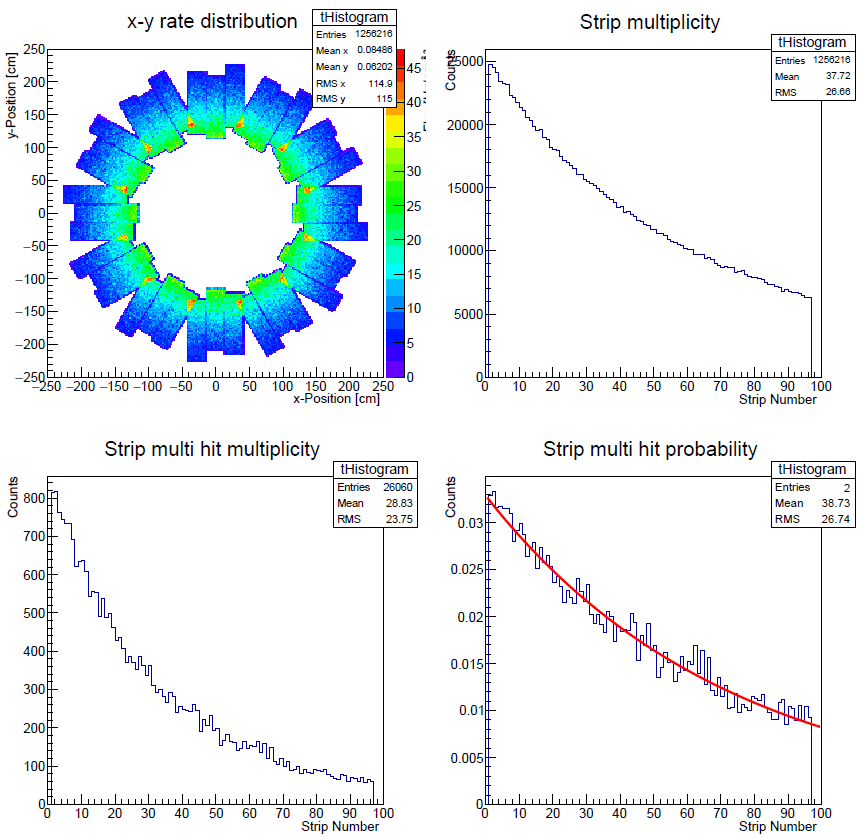 x-y rate distribution
tHistogram
Entries 1256216
Mean x 0.08486
Mean y 0.06202
RMS x 114.9
RMS y 115
y-Position [cm]
250
200
150
100
50
0
−50
−100
−150
−200
−250
−250 −200 −150 −100 −50 0 50 100 150 200 250
x-Position [cm]
45
40
35
30
25
20
15
10
5
0
Strip multiplicity
tHistogram
Entries 1256216
Mean 37.72
RMS 26.66
Counts
25000
20000
15000
10000
5000
0
0 10 20 30 40 50 60 70 80 90 100
Strip Number
Strip multi hit multiplicity
tHistogram
Entries 26060
Mean 28.83
RMS 23.75
Counts
800
700
600
500
400
300
200
100
0
0 10 20 30 40 50 60 70 80 90 100
Strip Number
Strip multi hit probability
tHistogram
Entries 2
Mean 38.73
RMS 26.74
Counts
0.03
0.025
0.02
0.015
0.01
0.005
0
0 10 20 30 40 50 60 70 80 90 100
Strip Number